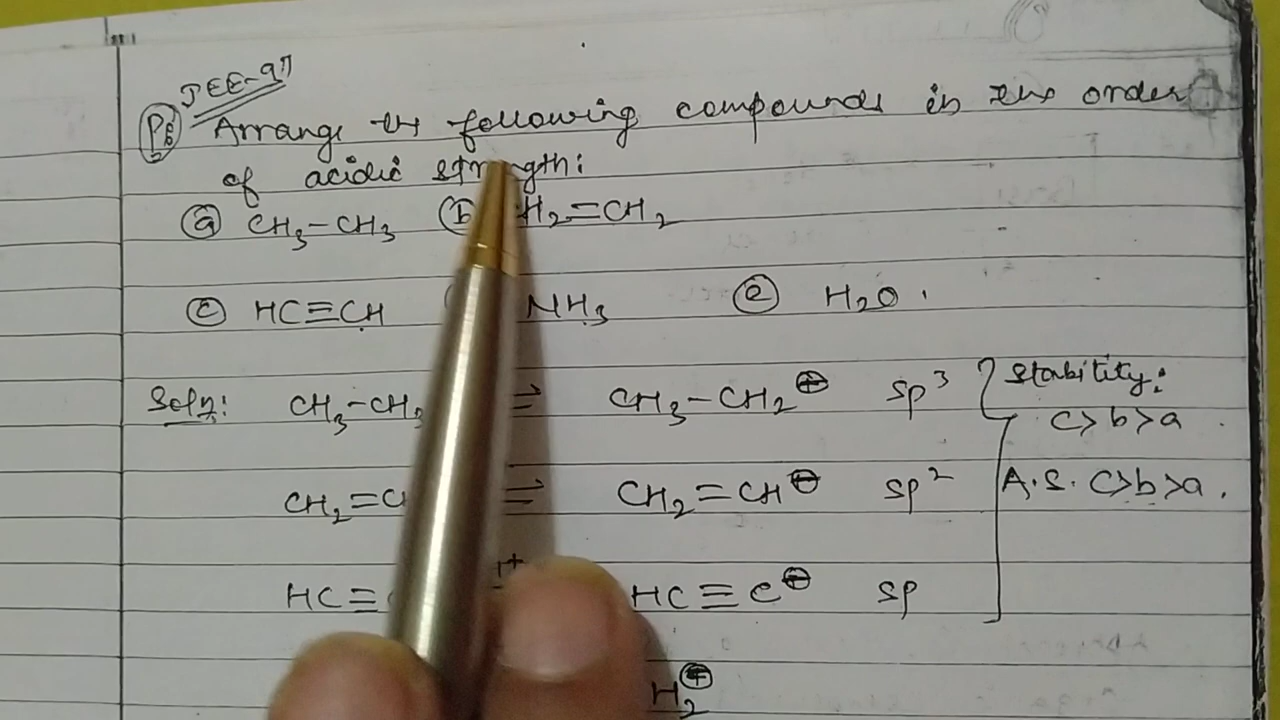 JEE-97
P6 Arrange the following compounds in the order
of acidic strength:
(a) CH3-CH3 (b) H2=CH2
(c) HC≡CH NH3 (e) H2O.
Soln: CH3-CH3 ⇌ CH3-CH2⊕ sp³ Stability:
c>b>a.
CH2=C ⇌ CH2=CH⊖ sp² A.S. c>b>a.
HC≡ HC≡C⊖ sp
H2⊕